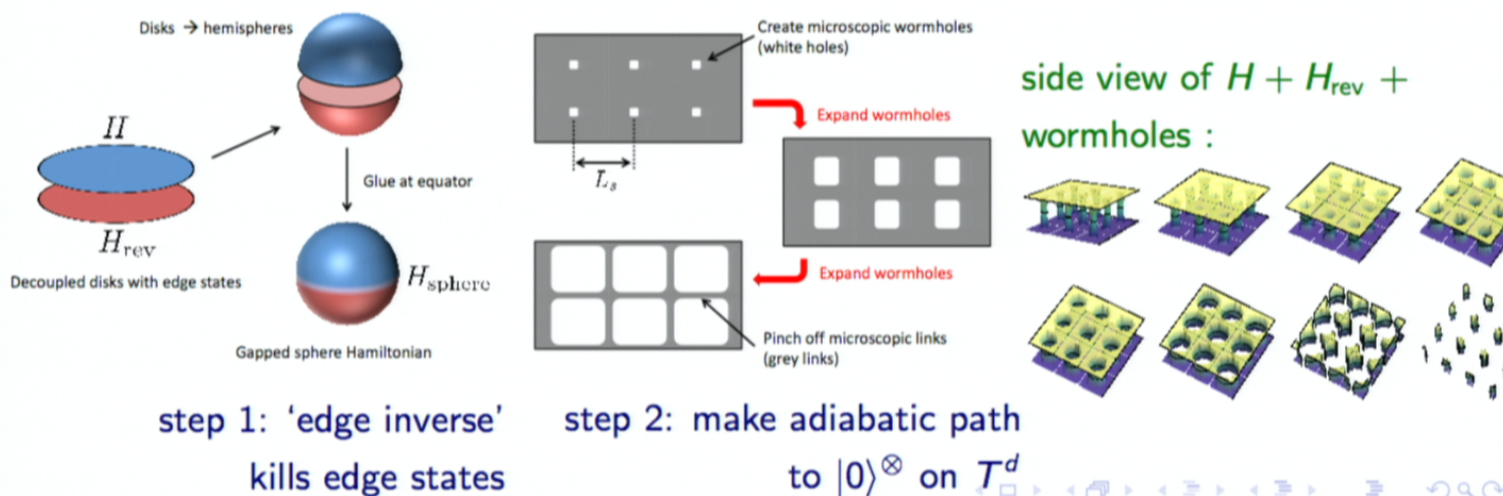 Disks → hemispheres
II
H_rev
Decoupled disks with edge states
Glue at equator
H_sphere
Gapped sphere Hamiltonian
step 1: ‘edge inverse’
kills edge states
Create microscopic wormholes
(white holes)
L_s
Expand wormholes
Expand wormholes
Pinch off microscopic links
(grey links)
step 2: make adiabatic path
to |0⟩^⊗ on T^d
side view of H + H_rev +
wormholes :